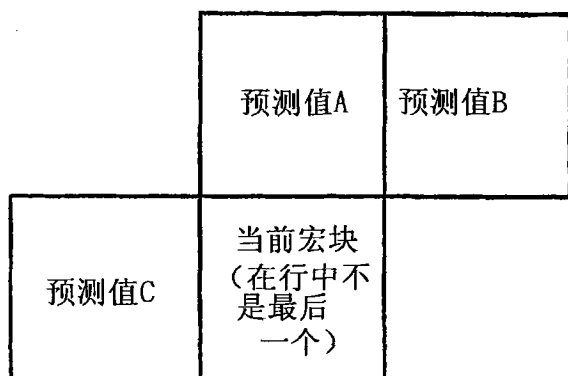 预测值A
预测值B
预测值C
当前宏块
（在行中不
是最后
一个）